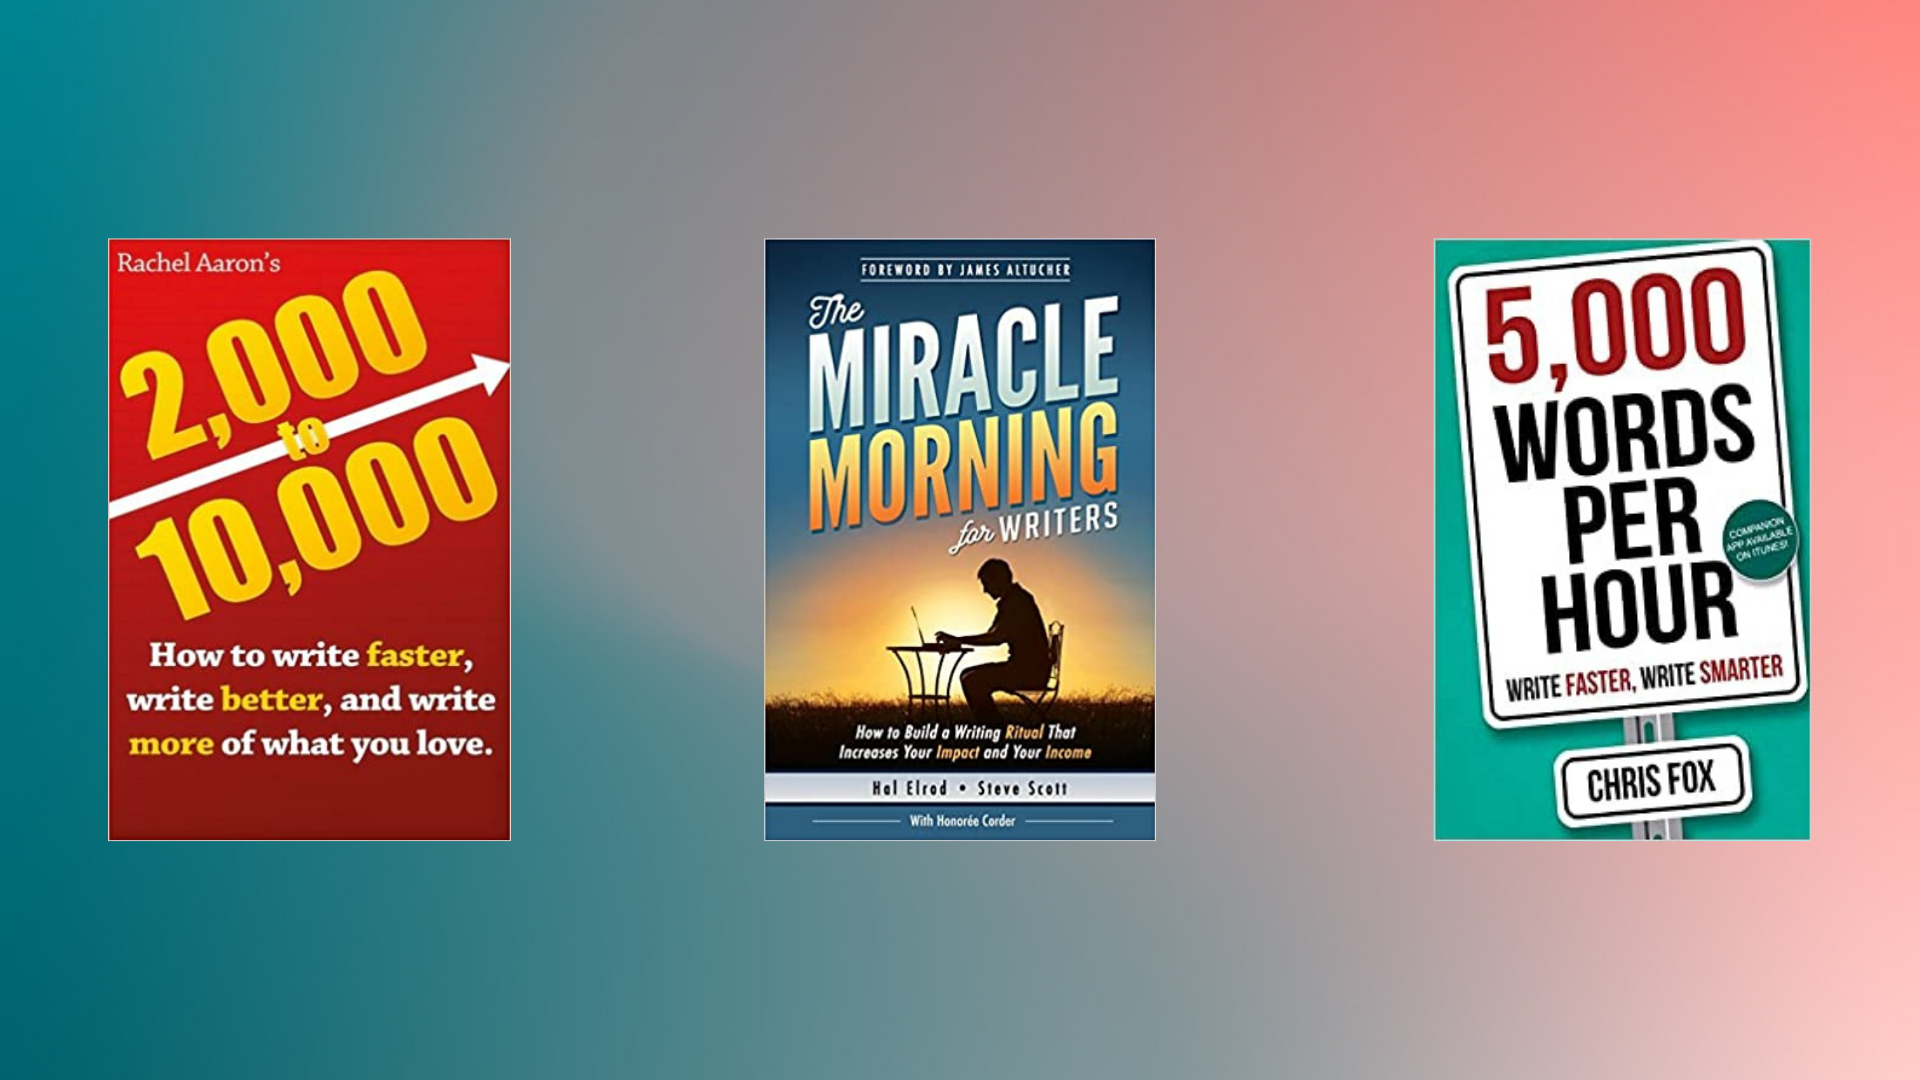 Rachel Aaron's
2,000
to
10,000
How to write faster,
write better, and write
more of what you love.
FOREWORD BY JAMES ALTUCHER
The
MIRACLE
MORNING
for WRITERS
How to Build a Writing Ritual That
Increases Your Impact and Your Income
Hal Elrod • Steve Scott
With Honorée Corder
5,000
WORDS
PER
HOUR
COMPANION
APP AVAILABLE
ON ITUNES!
WRITE FASTER, WRITE SMARTER
CHRIS FOX